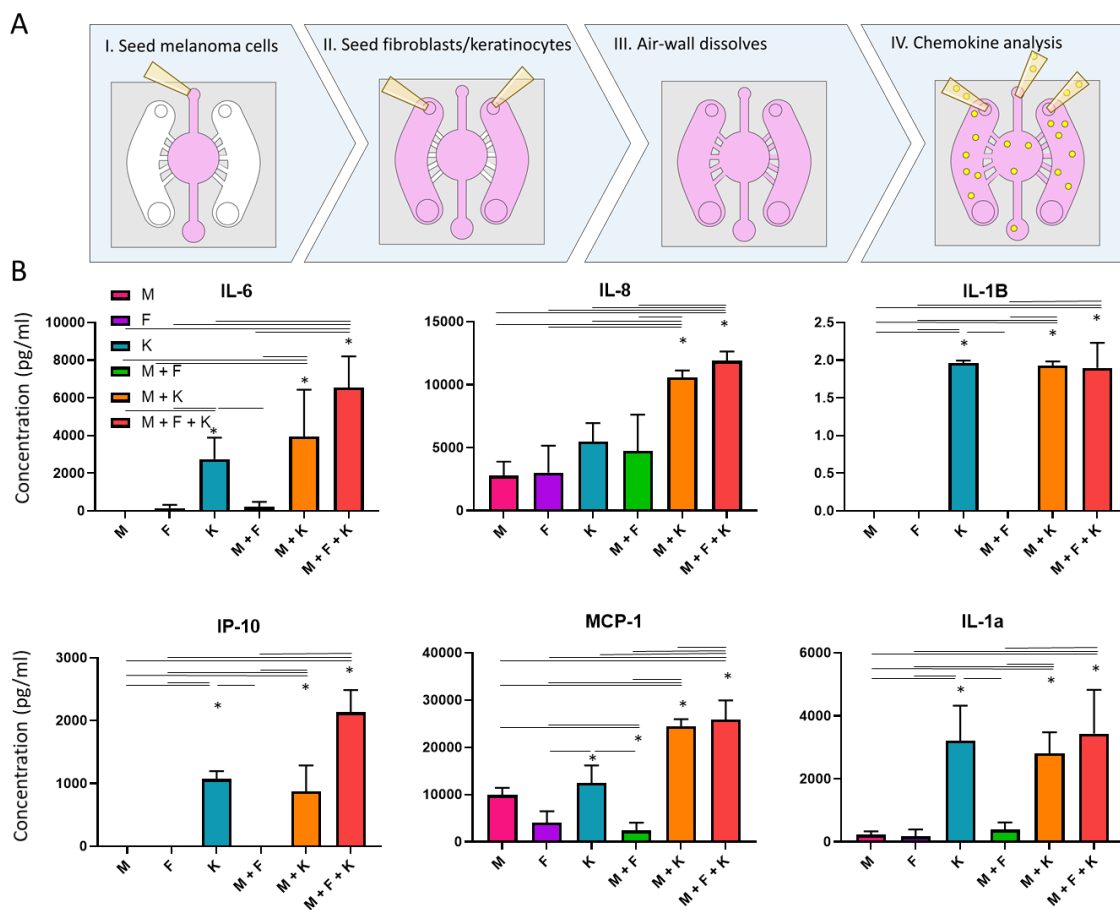 A
I. Seed melanoma cells
II. Seed fibroblasts/keratinocytes
III. Air-wall dissolves
IV. Chemokine analysis
B
IL-6
M
F
K
M + F
M + K
M + F + K
Concentration (pg/ml)
10000
8000
6000
4000
2000
0
* * *
M F K M + F M + K M + F + K
IL-8
15000
10000
5000
0
* *
M F K M + F M + K M + F + K
IL-1B
2.5
2.0
1.5
1.0
0.5
0.0
* * *
M F K M + F M + K M + F + K
IP-10
Concentration (pg/ml)
3000
2000
1000
0
* * *
M F K M + F M + K M + F + K
MCP-1
40000
30000
20000
10000
0
* * * *
M F K M + F M + K M + F + K
IL-1a
6000
4000
2000
0
* * *
M F K M + F M + K M + F + K